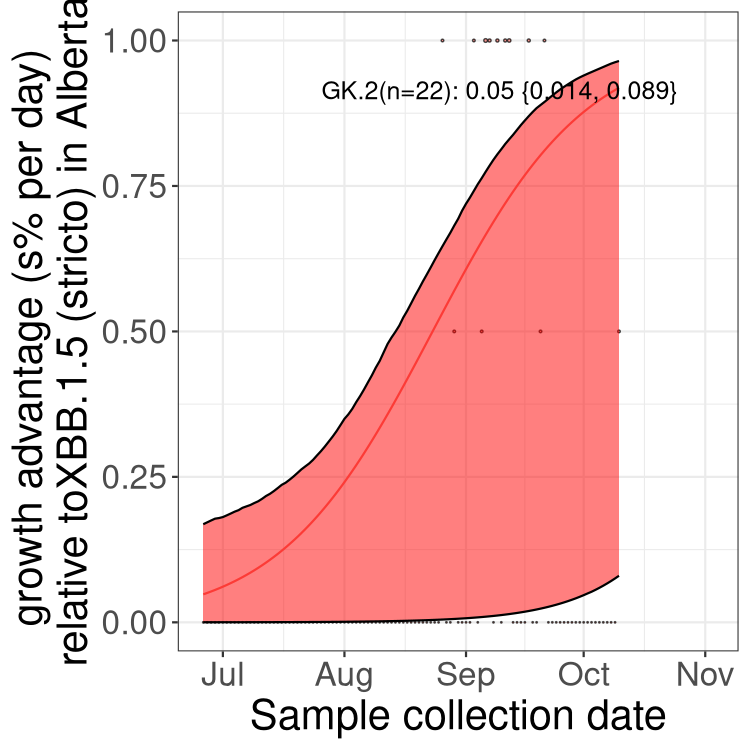 growth advantage (s% per day)
relative toXBB.1.5 (stricto) in Alberta
1.00
0.75
0.50
0.25
0.00
GK.2(n=22): 0.05 {0.014, 0.089}
Jul Aug Sep Oct Nov
Sample collection date